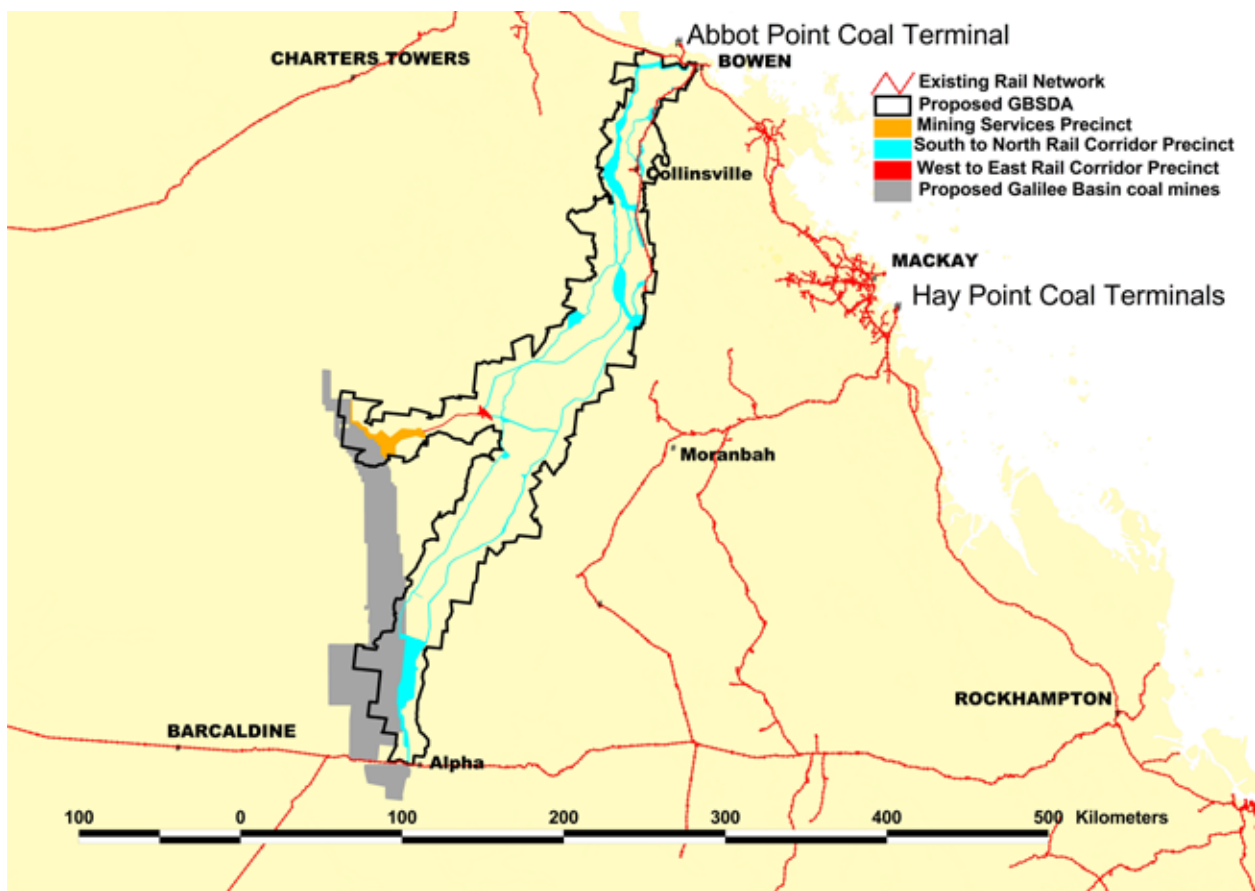 Abbot Point Coal Terminal
CHARTERS TOWERS
BOWEN
Existing Rail Network
Proposed GBSDA
Mining Services Precinct
South to North Rail Corridor Precinct
West to East Rail Corridor Precinct
Proposed Galilee Basin coal mines
Collinsville
MACKAY
Hay Point Coal Terminals
Moranbah
ROCKHAMPTON
BARCALDINE
Alpha
100 0 100 200 300 400 500 Kilometers